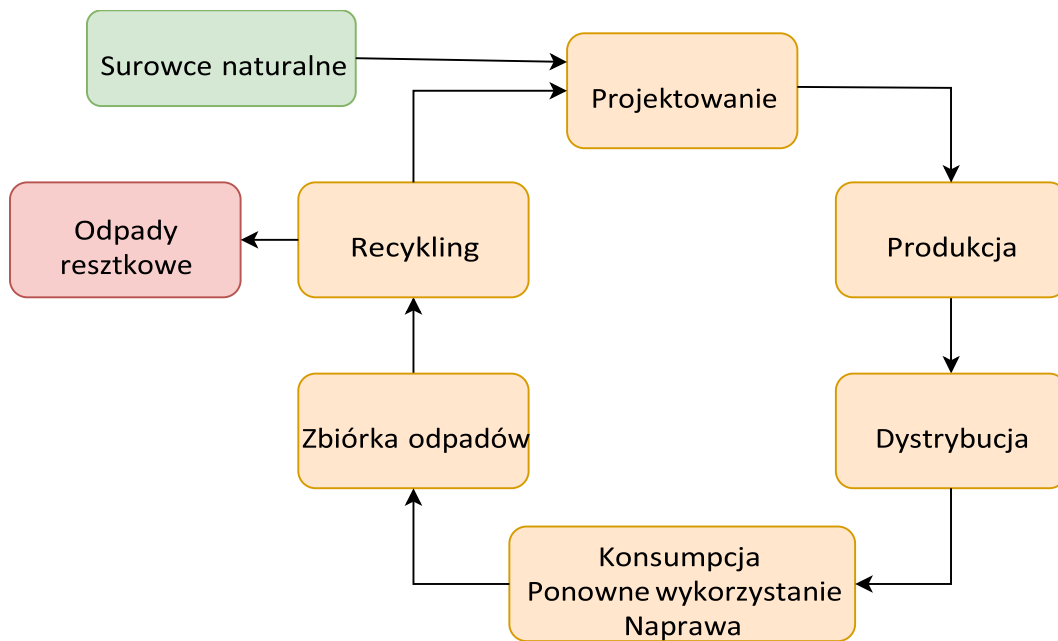 Surowce naturalne
Projektowanie
Odpady
resztkowe
Recykling
Produkcja
Zbiórka odpadów
Dystrybucja
Konsumpcja
Ponowne wykorzystanie
Naprawa